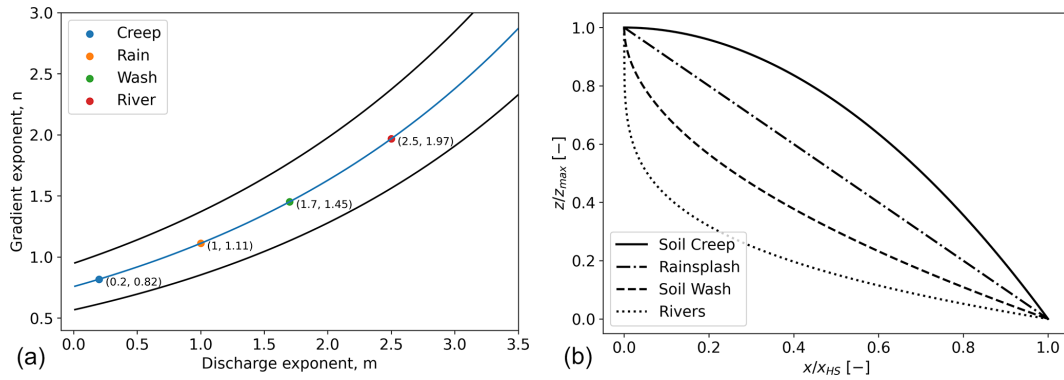 3.0
2.5
2.0
1.5
1.0
0.5
Gradient exponent, n
Creep
Rain
Wash
River
(2.5, 1.97)
(1.7, 1.45)
(1, 1.11)
(0.2, 0.82)
0.0 0.5 1.0 1.5 2.0 2.5 3.0 3.5
Discharge exponent, m
(a)
1.0
0.8
0.6
0.4
0.2
0.0
z/z_max [−]
Soil Creep
Rainsplash
Soil Wash
Rivers
0.0 0.2 0.4 0.6 0.8 1.0
x/x_HS [−]
(b)